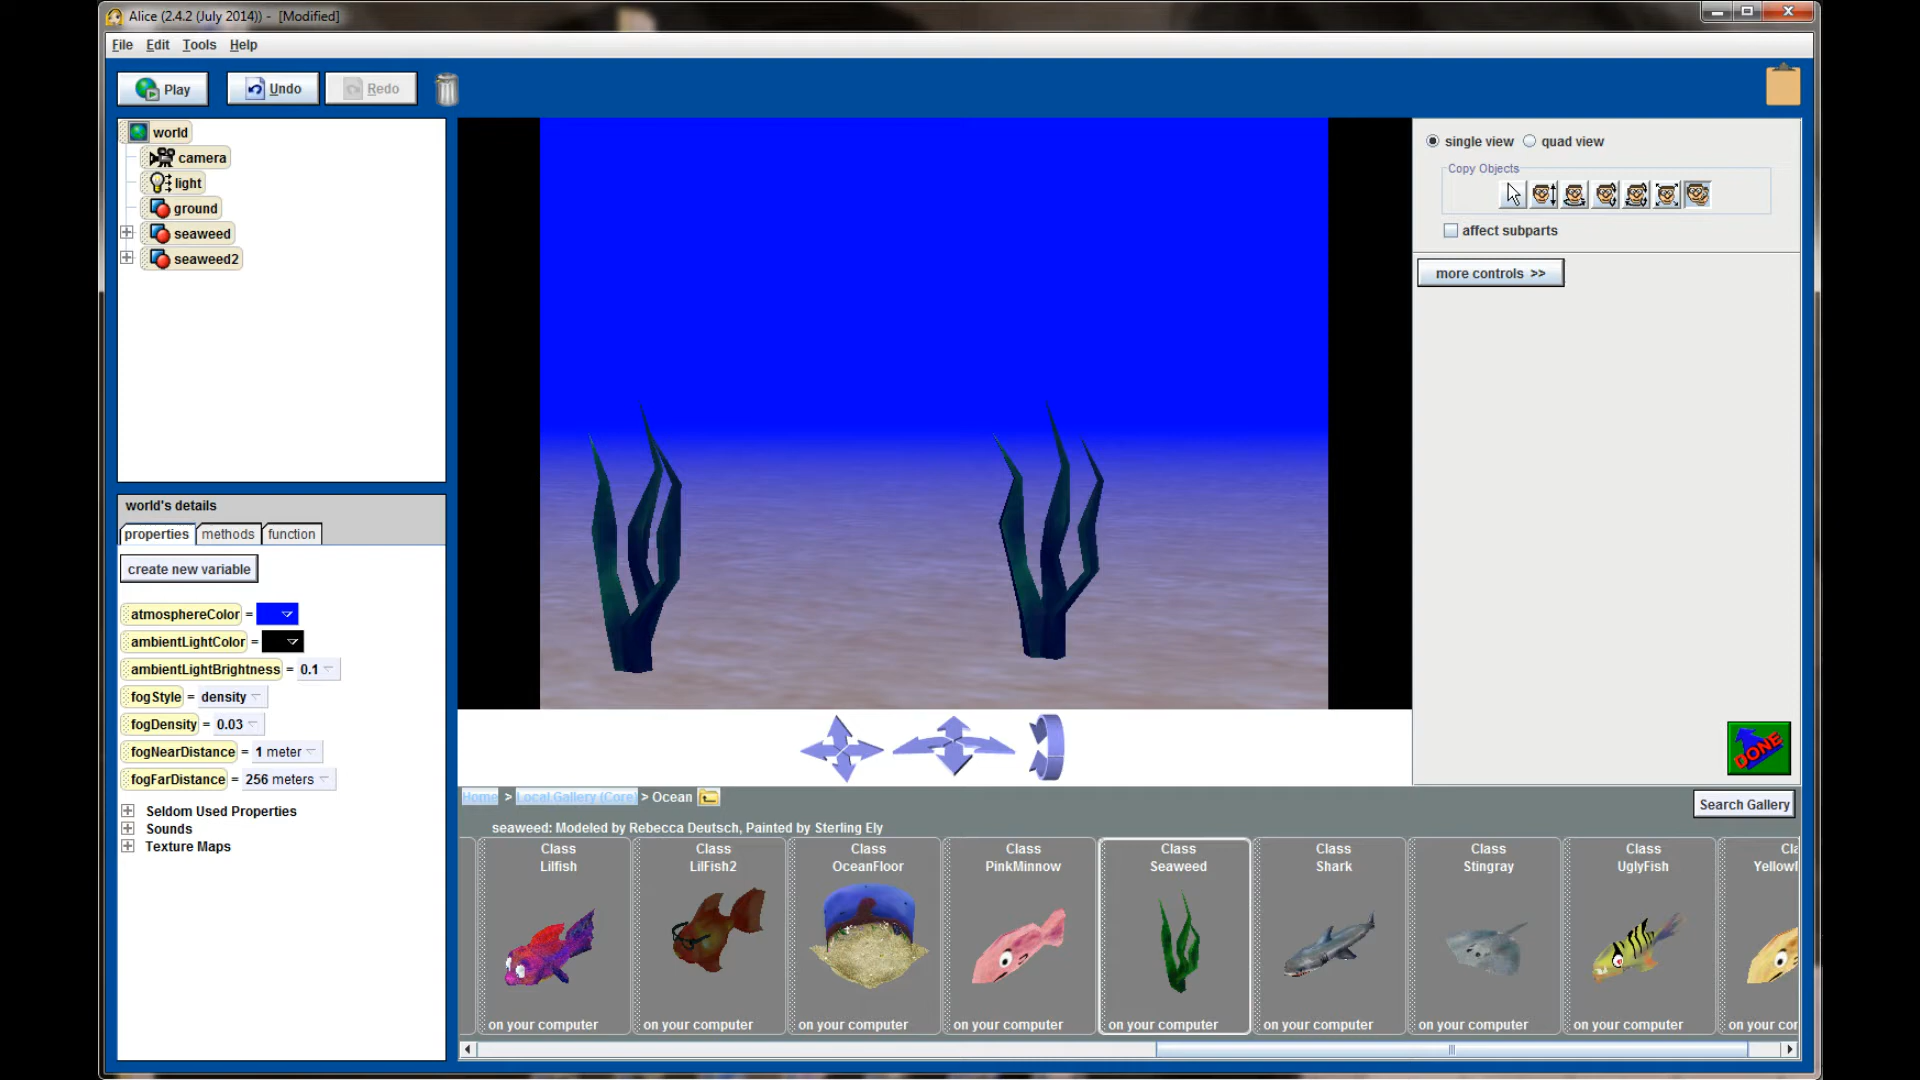 Alice (2.4.2 (July 2014)) - [Modified]
File Edit Tools Help
Play Undo Redo
world
camera
light
ground
seaweed
seaweed2
single view quad view
Copy Objects
affect subparts
more controls >>
world's details
properties methods function
create new variable
atmosphereColor =
ambientLightColor =
ambientLightBrightness = 0.1
fogStyle = density
fogDensity = 0.03
fogNearDistance = 1 meter
fogFarDistance = 256 meters
Seldom Used Properties
Sounds
Texture Maps
DONE
Home > Local Gallery (Core) > Ocean
Search Gallery
seaweed: Modeled by Rebecca Deutsch, Painted by Sterling Ely
Class
Lilfish
on your computer
Class
LilFish2
on your computer
Class
OceanFloor
on your computer
Class
PinkMinnow
on your computer
Class
Seaweed
on your computer
Class
Shark
on your computer
Class
Stingray
on your computer
Class
UglyFish
on your computer